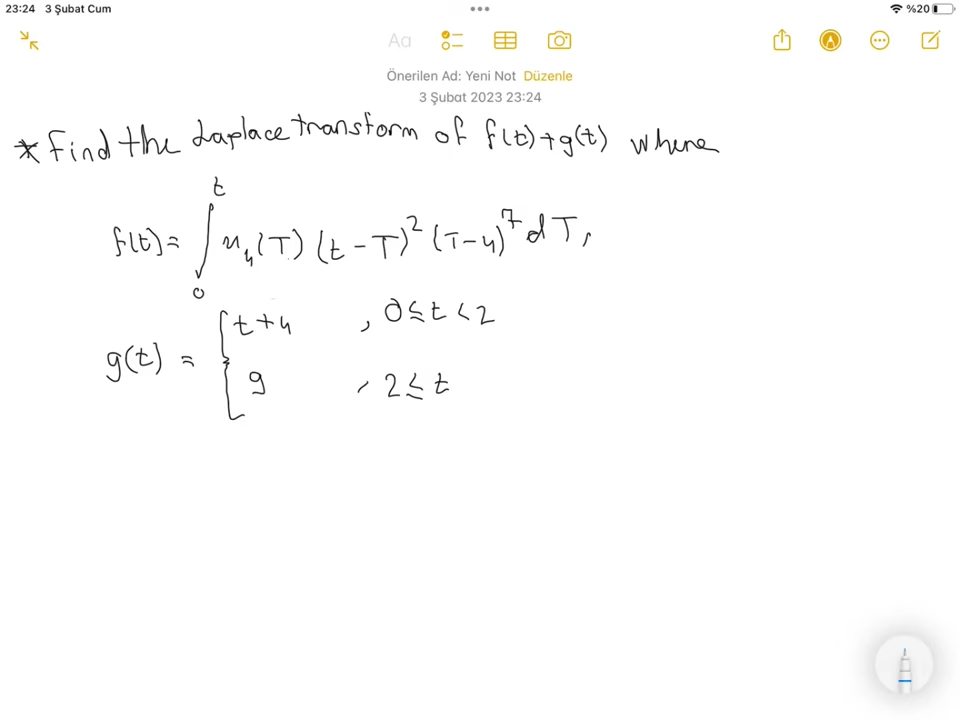 23:24 3 Şubat Cum
%20
Aa
Önerilen Ad: Yeni Not Düzenle
3 Şubat 2023 23:24
* Find the Laplace transform of f(t)+g(t) where
f(t) = ∫₀ᵗ u₄(T) (t-T)² (T-4)⁷ dT,
g(t) = { t+4 , 0 ≤ t < 2
9 , 2 ≤ t